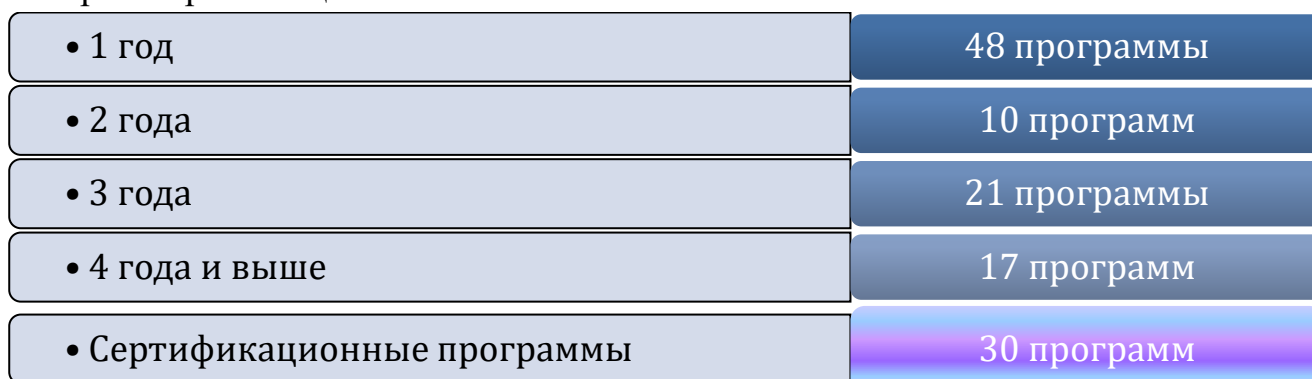 • 1 год 48 программы
• 2 года 10 программ
• 3 года 21 программы
• 4 года и выше 17 программ
• Сертификационные программы 30 программ